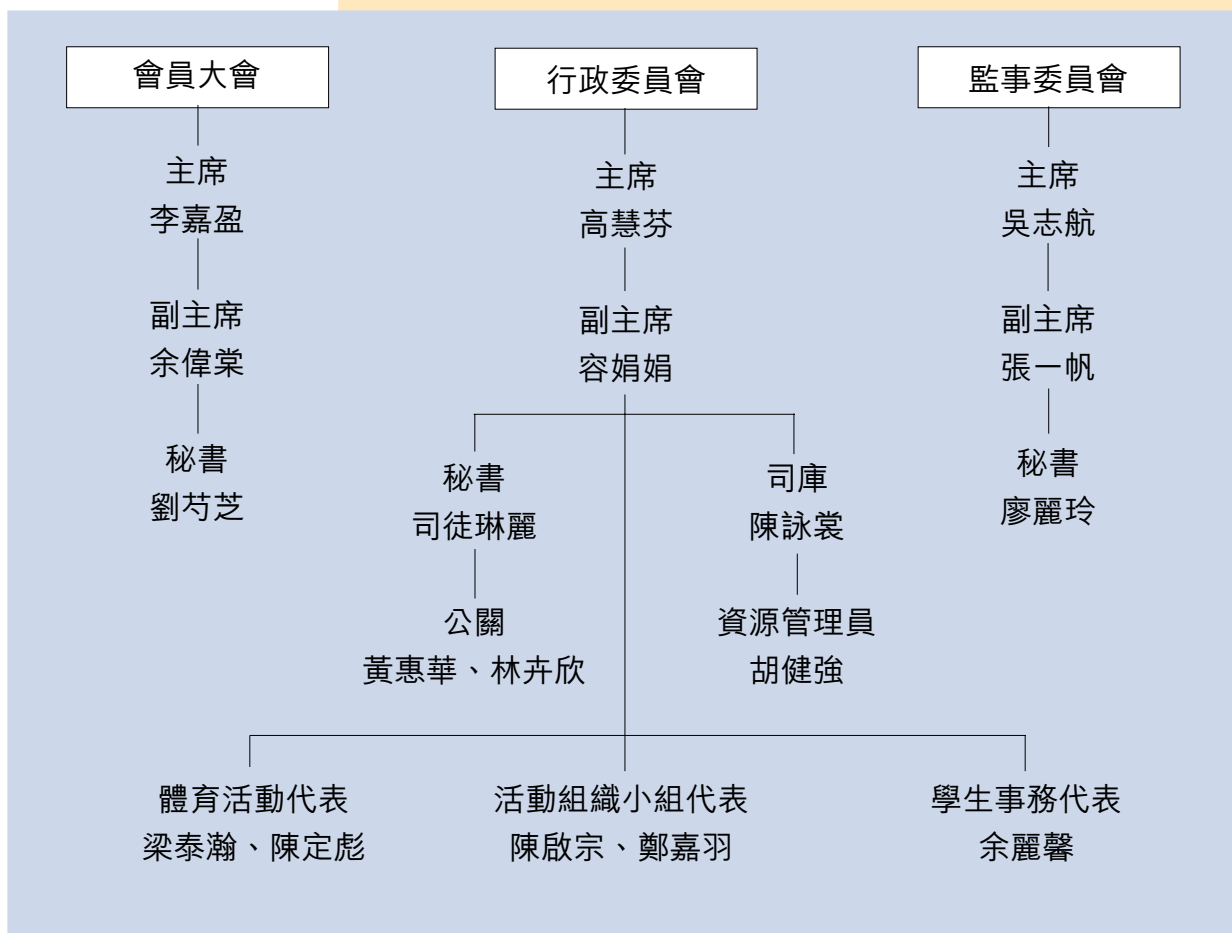 會員大會
主席
李嘉盈
副主席
余偉棠
秘書
劉芍芝
行政委員會
主席
高慧芬
副主席
容娟娟
秘書
司徒琳麗
公關
黃惠華、林卉欣
司庫
陳詠裳
資源管理員
胡健強
體育活動代表
梁泰瀚、陳定彪
活動組織小組代表
陳啟宗、鄭嘉羽
學生事務代表
余麗馨
監事委員會
主席
吳志航
副主席
張一帆
秘書
廖麗玲